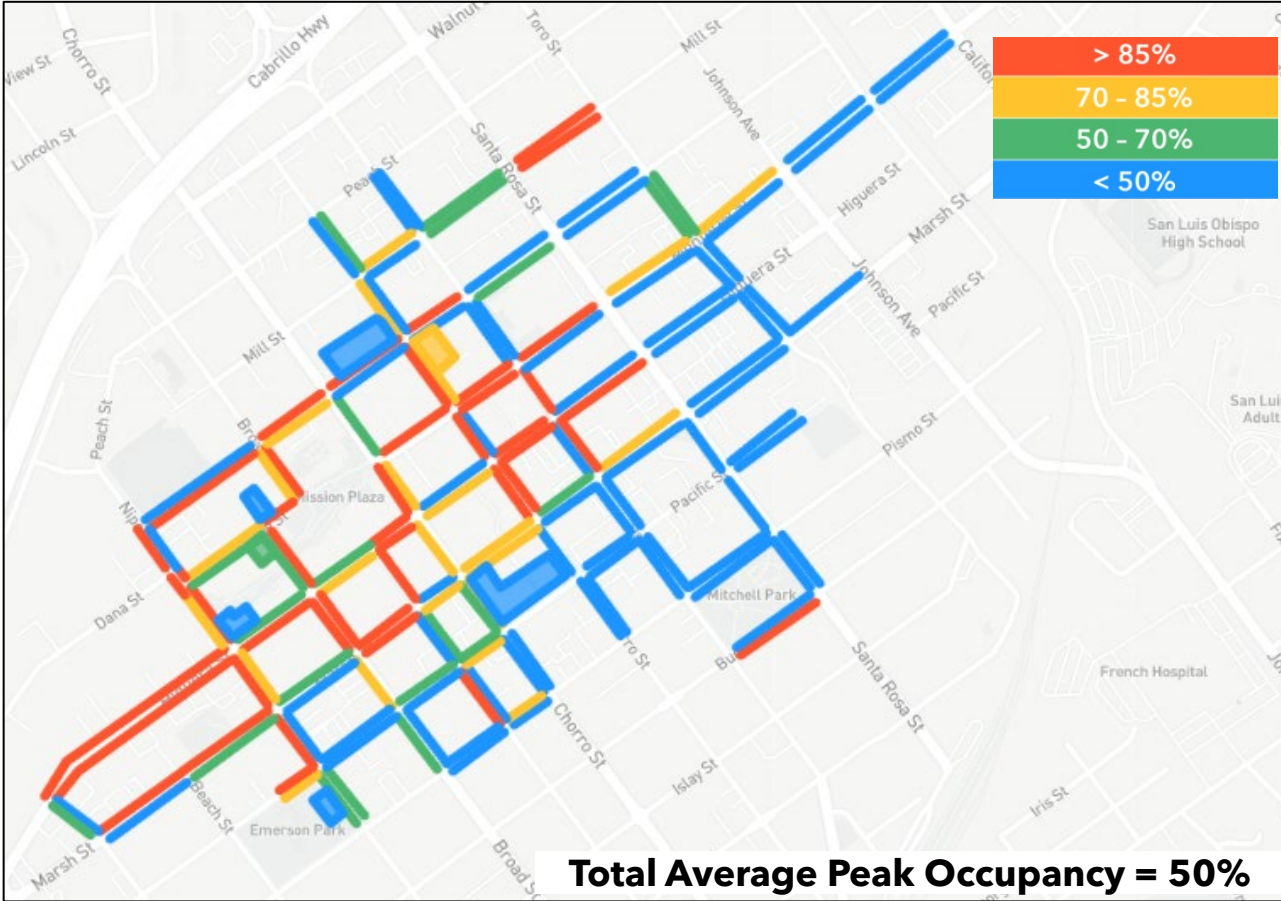 Walnut
Toro St
Mill St
Chorro St
Cabrillo Hwy
View St
Johnson Ave
> 85%
70 – 85%
50 – 70%
< 50%
Lincoln St
Santa Rosa St
Peach St
Higuera St
Marsh St
San Luis Obispo
High School
Johnson Ave
Pacific St
Mill St
San Luis
Adult
Peach St
Pismo St
Mission Plaza
Pacific St
Dana St
Mitchell Park
Santa Rosa St
French Hospital
Chorro St
Islay St
Beach St
Iris St
Emerson Park
Marsh St
Broad S
Total Average Peak Occupancy = 50%